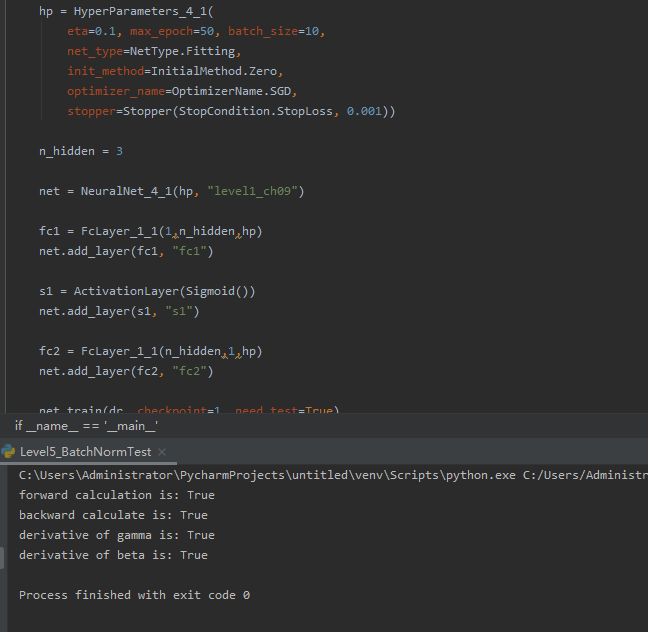 hp = HyperParameters_4_1(
eta=0.1, max_epoch=50, batch_size=10,
net_type=NetType.Fitting,
init_method=InitialMethod.Zero,
optimizer_name=OptimizerName.SGD,
stopper=Stopper(StopCondition.StopLoss, 0.001))
n_hidden = 3
net = NeuralNet_4_1(hp, "level1_ch09")
fc1 = FcLayer_1_1(1,n_hidden,hp)
net.add_layer(fc1, "fc1")
s1 = ActivationLayer(Sigmoid())
net.add_layer(s1, "s1")
fc2 = FcLayer_1_1(n_hidden,1,hp)
net.add_layer(fc2, "fc2")
net.train(dr, checkpoint=1, need_test=True)
if __name__ == '__main__'
Level5_BatchNormTest ×
C:\Users\Administrator\PycharmProjects\untitled\venv\Scripts\python.exe C:/Users/Administr
forward calculation is: True
backward calculate is: True
derivative of gamma is: True
derivative of beta is: True
Process finished with exit code 0